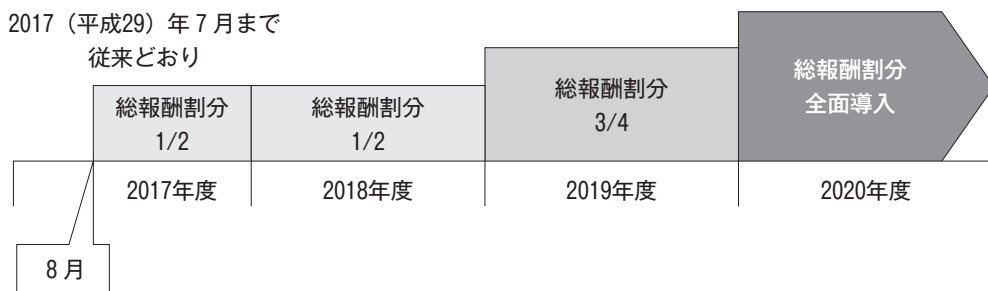 2017（平成29）年７月まで
従来どおり
総報酬割分
1/2
総報酬割分
1/2
総報酬割分
3/4
総報酬割分
全面導入
2017年度
2018年度
2019年度
2020年度
８月